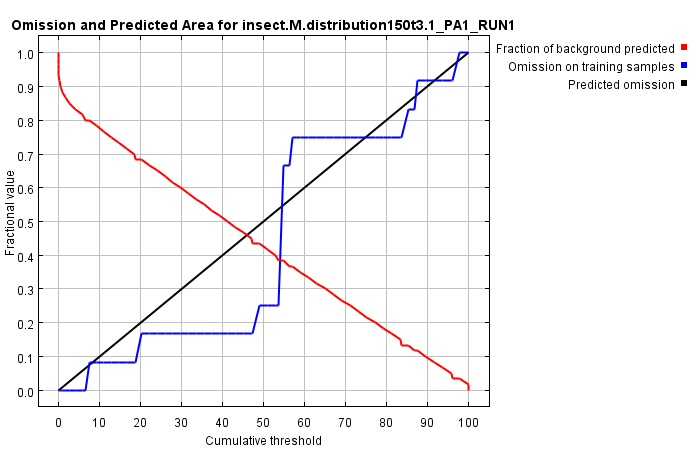 Omission and Predicted Area for insect.M.distribution150t3.1_PA1_RUN1
Fraction of background predicted
Omission on training samples
Predicted omission
Fractional value
1.0
0.9
0.8
0.7
0.6
0.5
0.4
0.3
0.2
0.1
0.0
0 10 20 30 40 50 60 70 80 90 100
Cumulative threshold